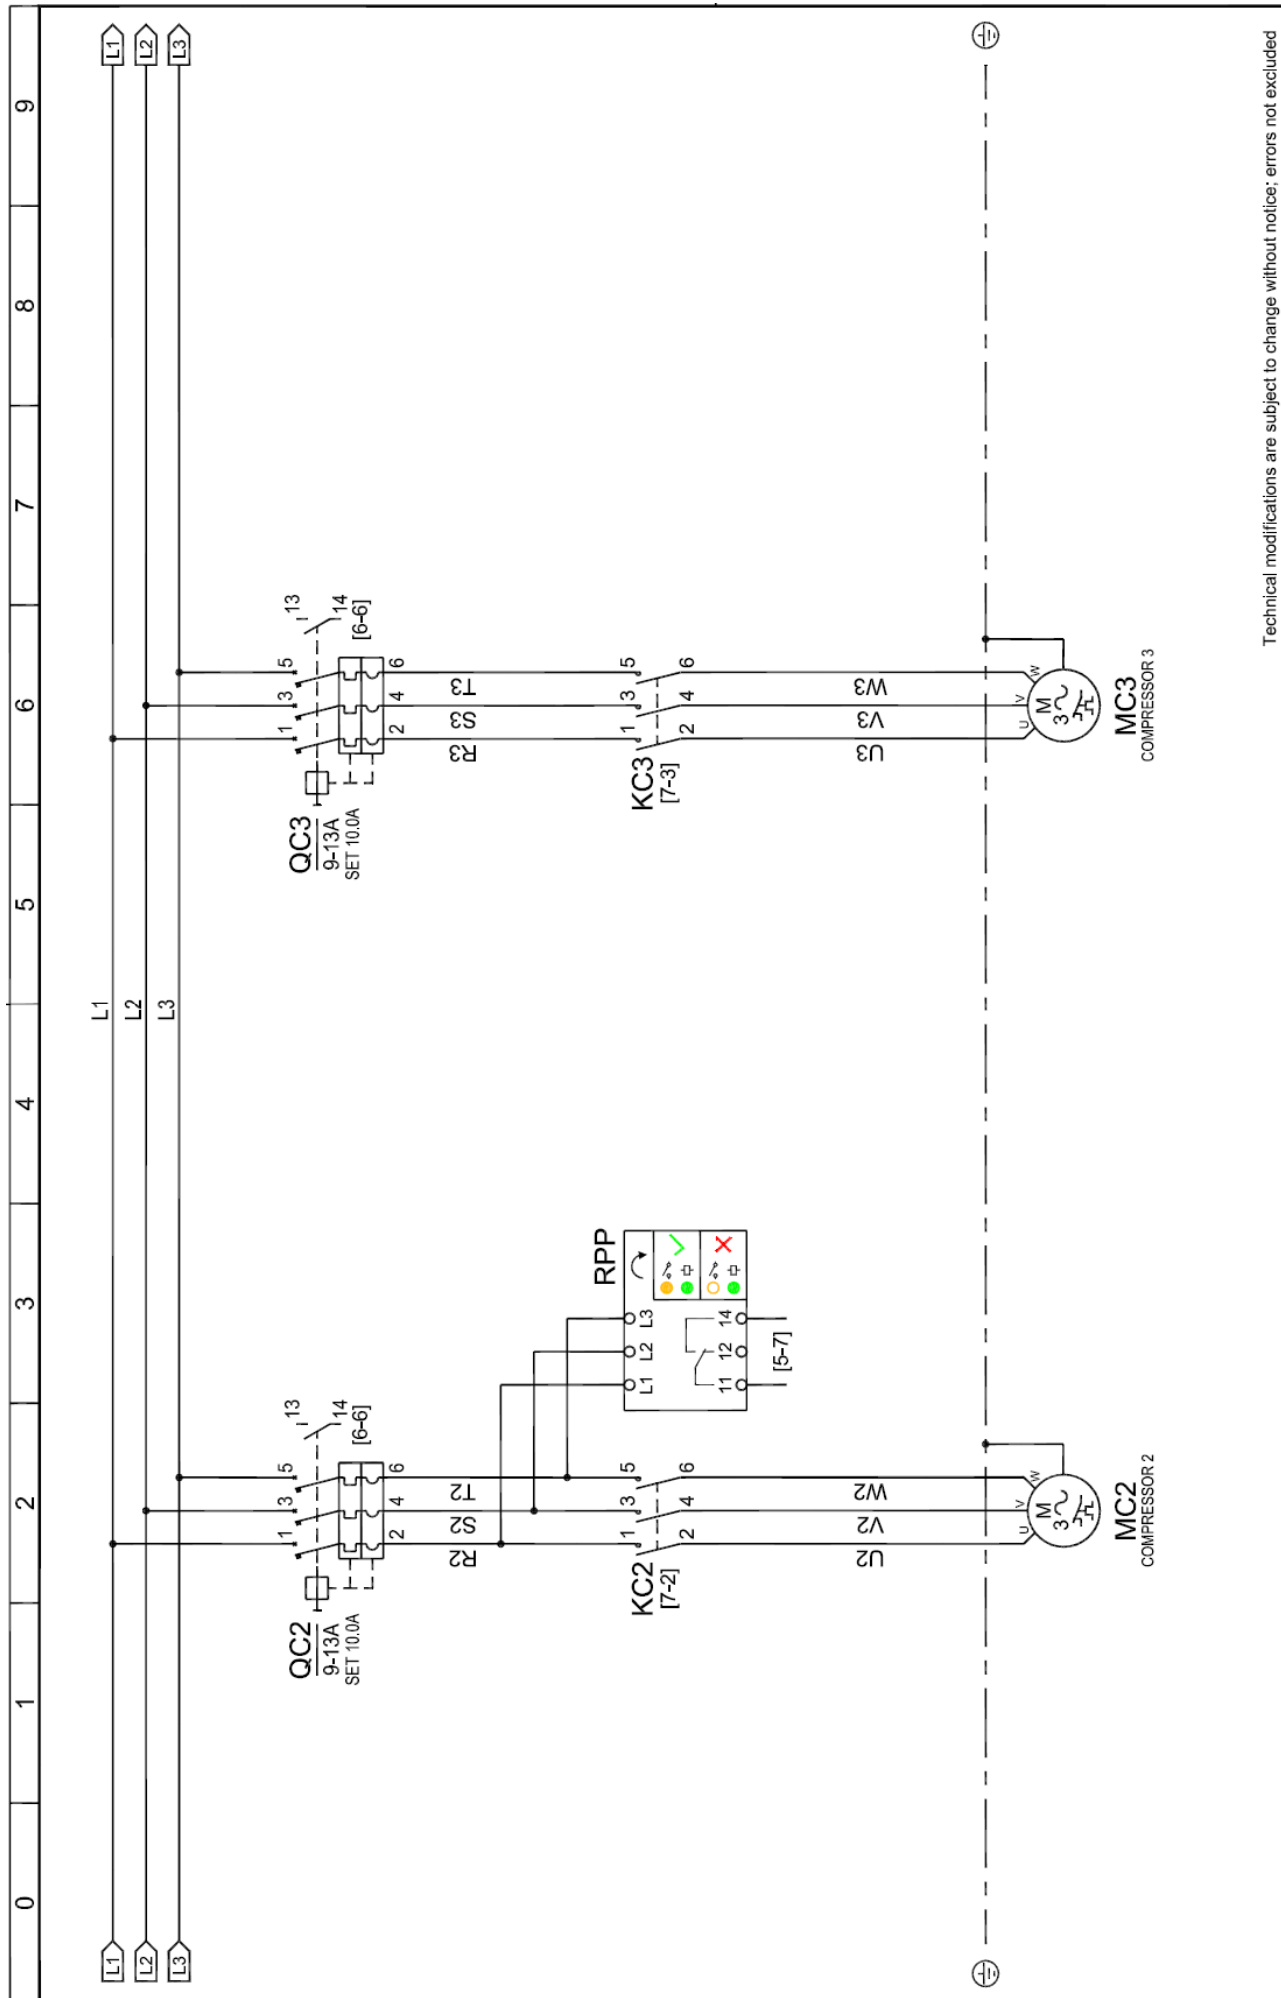 0 1 2 3 4 5 6 7 8 9
L1 L1 L1
L2 L2 L2
L3 L3 L3
QC2
9-13A
SET 10.0A
1 3 5 13
2 4 6 14
[6-6]
R2 S2 T2
KC2
[7-2]
1 3 5
2 4 6
U2 V2 W2
U V W
M
3
MC2
COMPRESSOR 2
RPP
L1 L2 L3
11 12 14
[5-7]
QC3
9-13A
SET 10.0A
1 3 5 13
2 4 6 14
[6-6]
R3 S3 T3
KC3
[7-3]
1 3 5
2 4 6
U3 V3 W3
U V W
M
3
MC3
COMPRESSOR 3
Technical modifications are subject to change without notice; errors not excluded